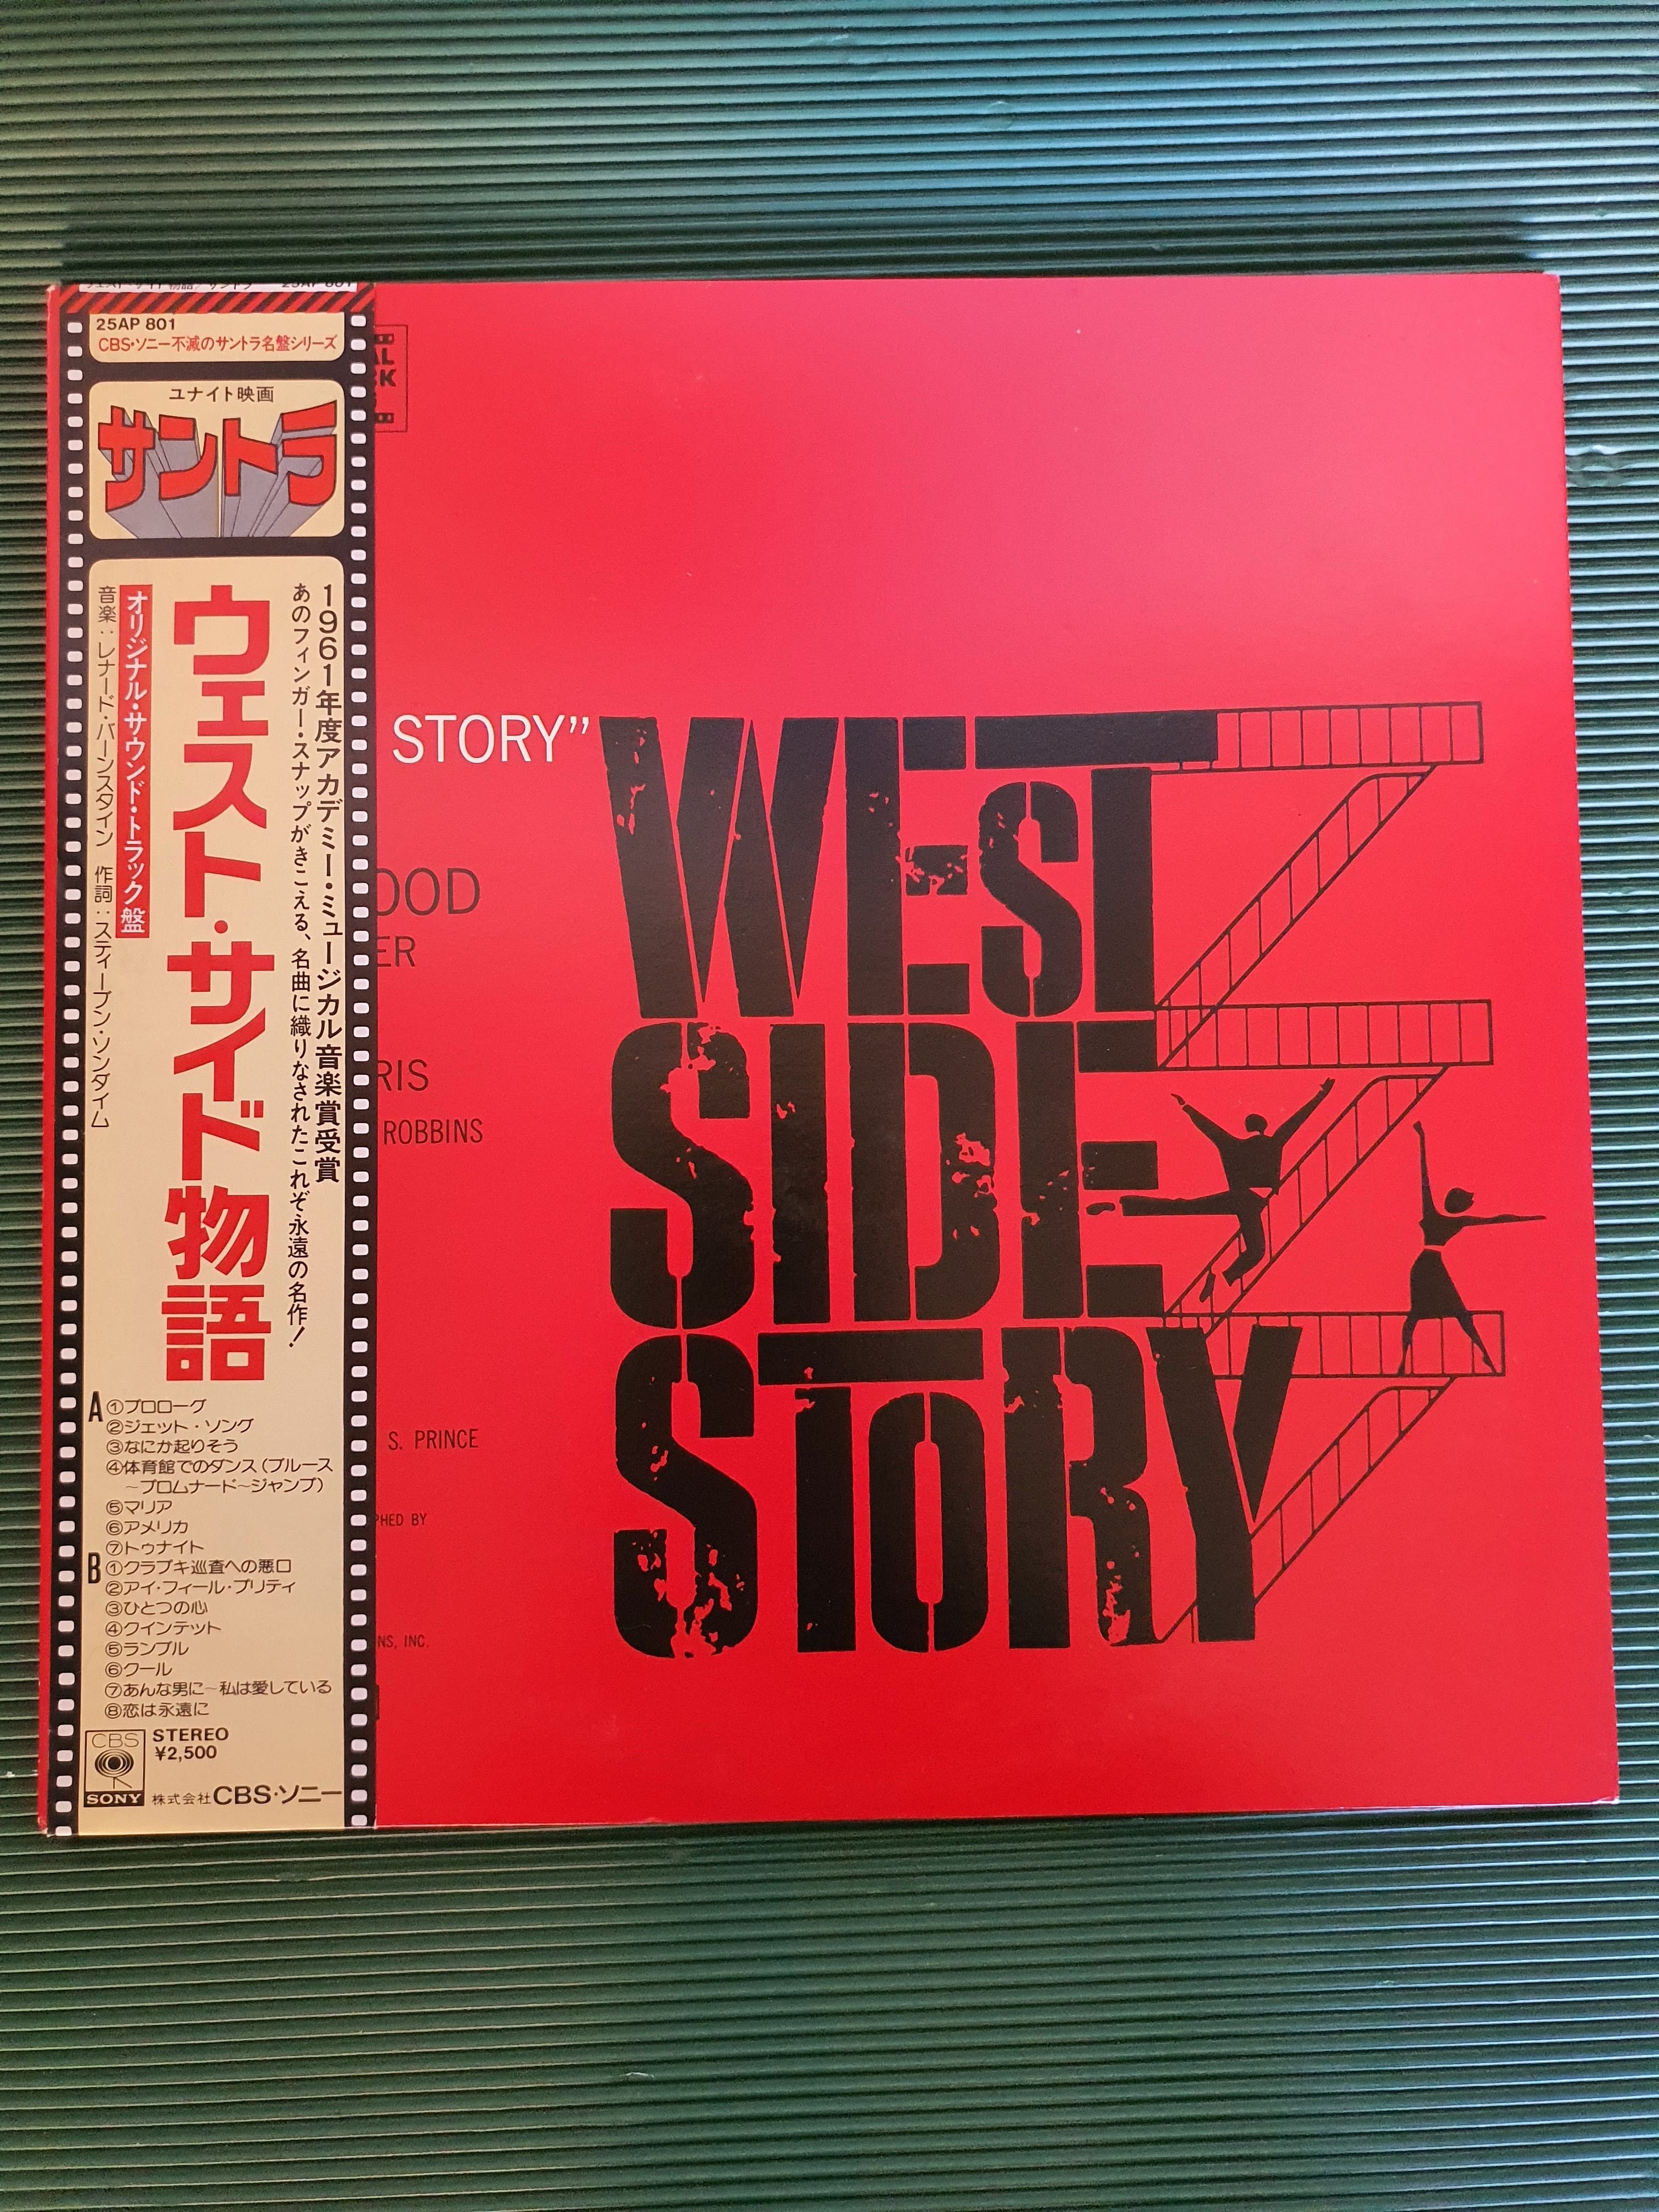 25AP 801
CBS・ソニー不滅のサントラ名盤シリーズ
ユナイト映画
サントラ
1961年度アカデミー・ミュージカル音楽賞受賞
あのフィンガー・スナップがきこえる、名曲に織りなされたこれぞ永遠の名作!
ウエスト・サイド物語
オリジナル・サウンド・トラック盤
音楽:レナード・バーンスタイン 作詞:スティーブン・ソンダイム
A ①プロローグ
②ジェット・ソング
③なにか起りそう
④体育館でのダンス(ブルース
~プロムナード~ジャンプ)
⑤マリア
⑥アメリカ
⑦トゥナイト
B ①クラプキ巡査への悪口
②アイ・フィール・プリティ
③ひとつの心
④クインテット
⑤ランブル
⑥クール
⑦あんな男に~私は愛している
⑧恋は永遠に
CBS
SONY
STEREO
¥2,500
株式会社CBS・ソニー
AL
CK
STORY”
OOD
ER
RIS
ROBBINS
S. PRINCE
PHED BY
NS, INC.
WEST
SIDE
STORY